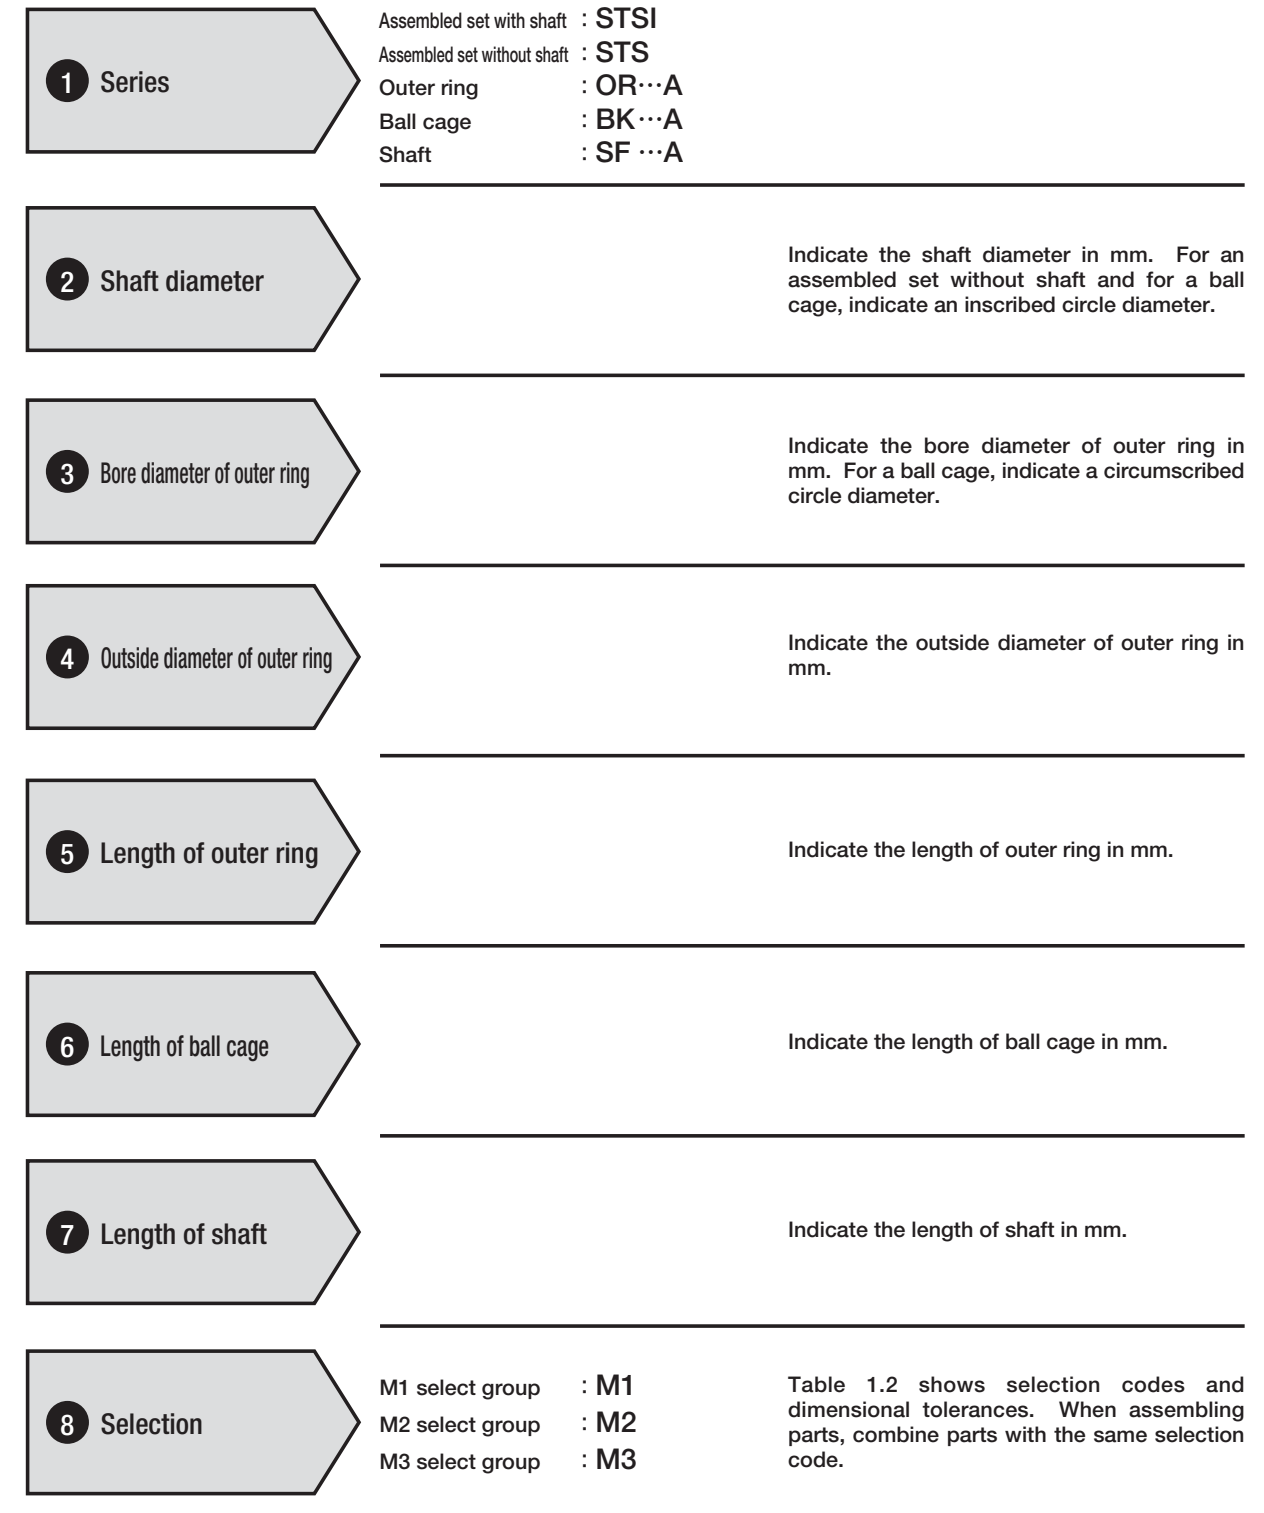 1 Series
Assembled set with shaft : STSI
Assembled set without shaft : STS
Outer ring : OR···A
Ball cage : BK···A
Shaft : SF ···A
2 Shaft diameter
Indicate the shaft diameter in mm. For an
assembled set without shaft and for a ball
cage, indicate an inscribed circle diameter.
3 Bore diameter of outer ring
Indicate the bore diameter of outer ring in
mm. For a ball cage, indicate a circumscribed
circle diameter.
4 Outside diameter of outer ring
Indicate the outside diameter of outer ring in
mm.
5 Length of outer ring
Indicate the length of outer ring in mm.
6 Length of ball cage
Indicate the length of ball cage in mm.
7 Length of shaft
Indicate the length of shaft in mm.
8 Selection
M1 select group : M1
M2 select group : M2
M3 select group : M3
Table 1.2 shows selection codes and
dimensional tolerances. When assembling
parts, combine parts with the same selection
code.